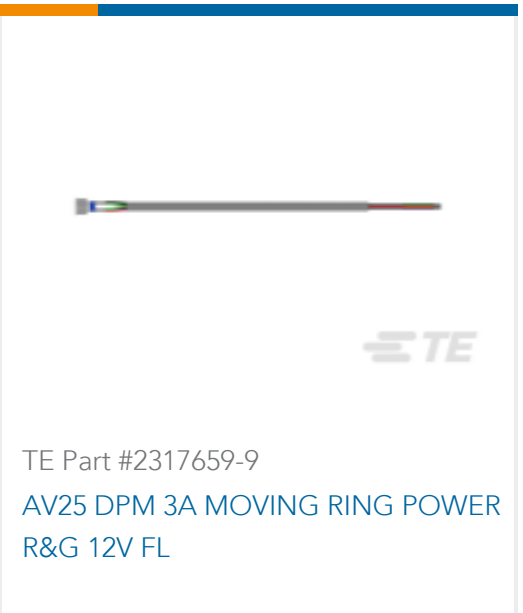 TE
TE Part #2317659-9
AV25 DPM 3A MOVING RING POWER
R&G 12V FL